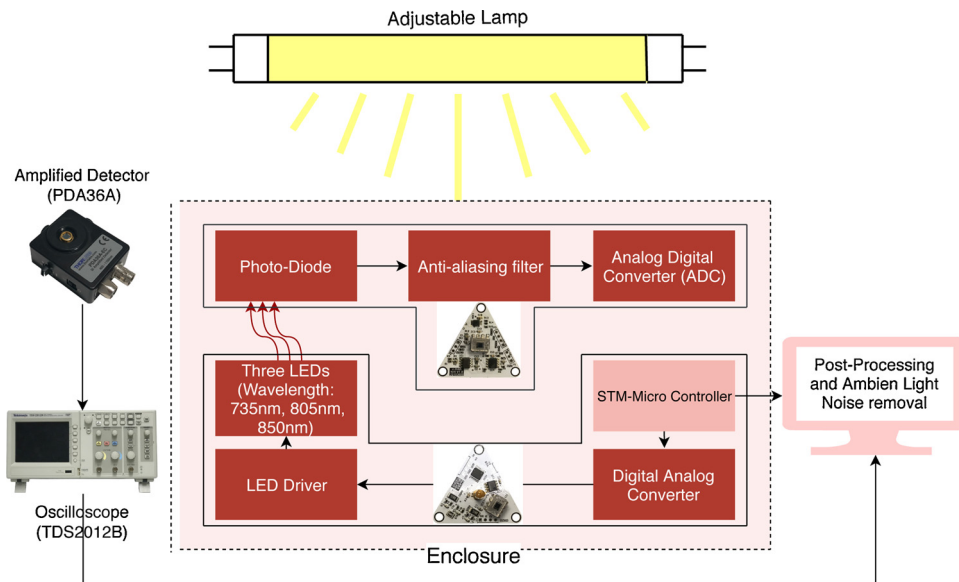 Adjustable Lamp
Amplified Detector
(PDA36A)
Photo-Diode
Anti-aliasing filter
Analog Digital
Converter (ADC)
Three LEDs
(Wavelength:
735nm, 805nm,
850nm)
STM-Micro Controller
Post-Processing
and Ambien Light
Noise removal
LED Driver
Digital Analog
Converter
Oscilloscope
(TDS2012B)
Enclosure